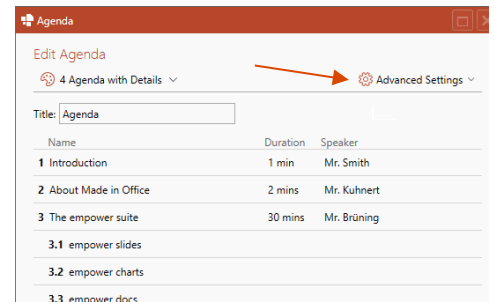 Agenda
Edit Agenda
4 Agenda with Details Advanced Settings
Title: Agenda
Name Duration Speaker
1 Introduction 1 min Mr. Smith
2 About Made in Office 2 mins Mr. Kuhnert
3 The empower suite 30 mins Mr. Brüning
3.1 empower slides
3.2 empower charts
3.3 empower docs